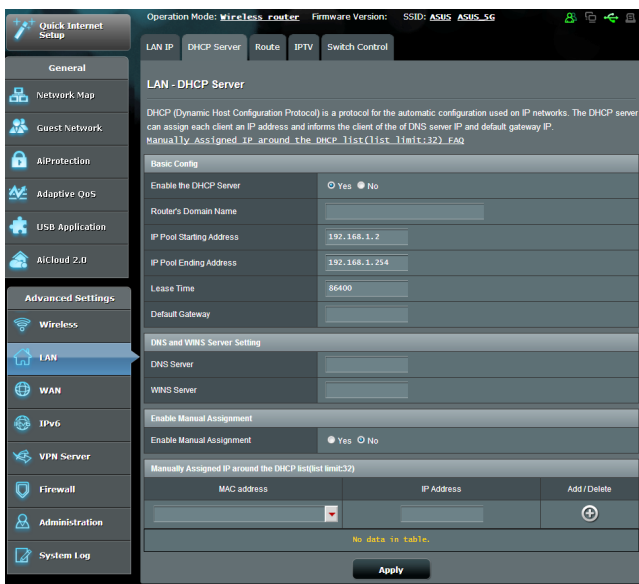 Quick Internet Setup
Operation Mode: Wireless router Firmware Version: SSID: ASUS ASUS_5G
LAN IP DHCP Server Route IPTV Switch Control
General
Network Map
Guest Network
AiProtection
Adaptive QoS
USB Application
AiCloud 2.0
Advanced Settings
Wireless
LAN
WAN
IPv6
VPN Server
Firewall
Administration
System Log
LAN - DHCP Server
DHCP (Dynamic Host Configuration Protocol) is a protocol for the automatic configuration used on IP networks. The DHCP server
can assign each client an IP address and informs the client of the of DNS server IP and default gateway IP.
Manually Assigned IP around the DHCP list(list limit:32) FAQ
Basic Config
Enable the DHCP Server Yes No
Router's Domain Name
IP Pool Starting Address 192.168.1.2
IP Pool Ending Address 192.168.1.254
Lease Time 86400
Default Gateway
DNS and WINS Server Setting
DNS Server
WINS Server
Enable Manual Assignment
Enable Manual Assignment Yes No
Manually Assigned IP around the DHCP list(list limit:32)
MAC address IP Address Add / Delete
No data in table.
Apply